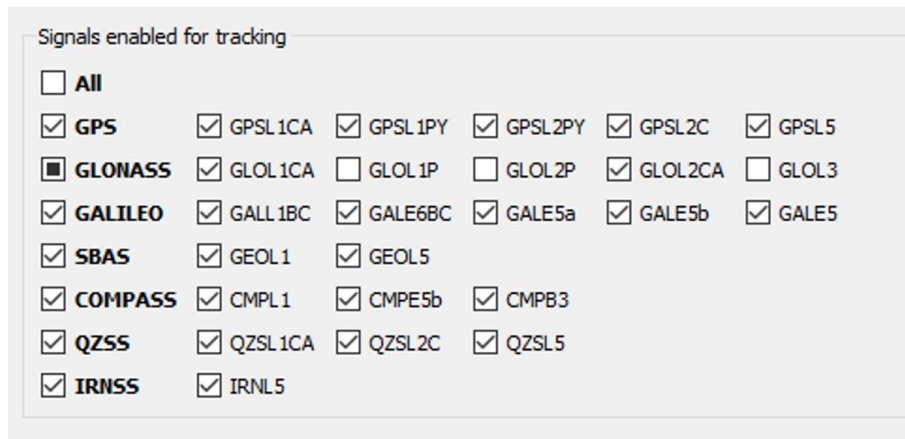 Signals enabled for tracking
All
GPS GPSL1CA GPSL1PY GPSL2PY GPSL2C GPSL5
GLONASS GLOL1CA GLOL1P GLOL2P GLOL2CA GLOL3
GALILEO GALL1BC GALE6BC GALE5a GALE5b GALE5
SBAS GEOL1 GEOL5
COMPASS CMPL1 CMPE5b CMPB3
QZSS QZSL1CA QZSL2C QZSL5
IRNSS IRNL5